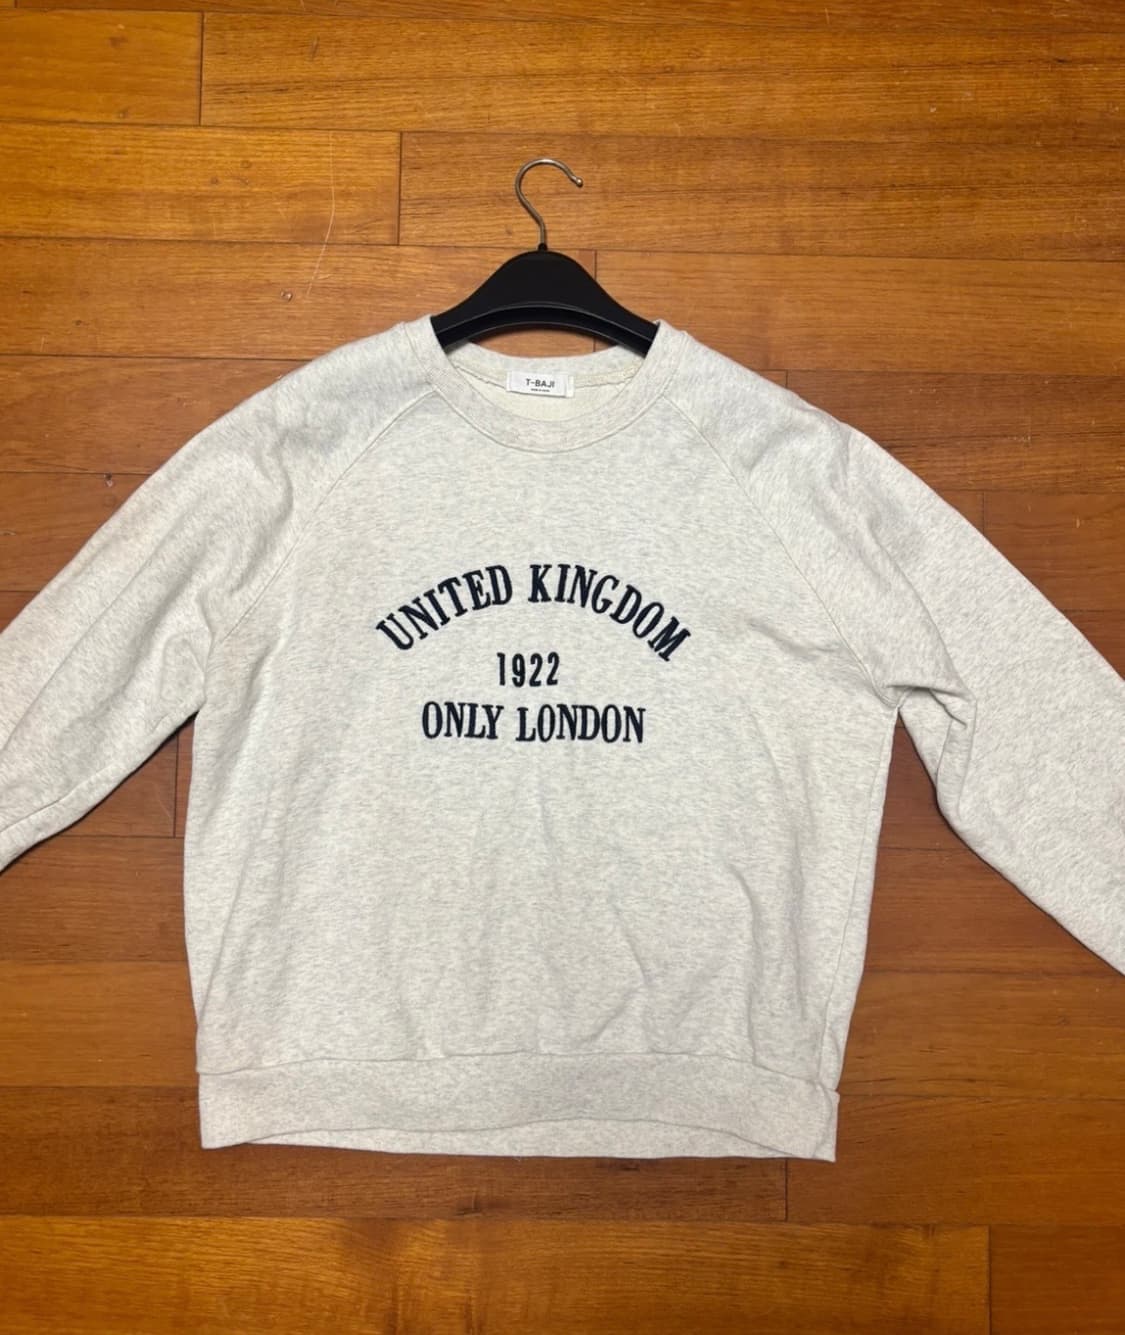 T-BAJI
UNITED KINGDOM
1922
ONLY LONDON